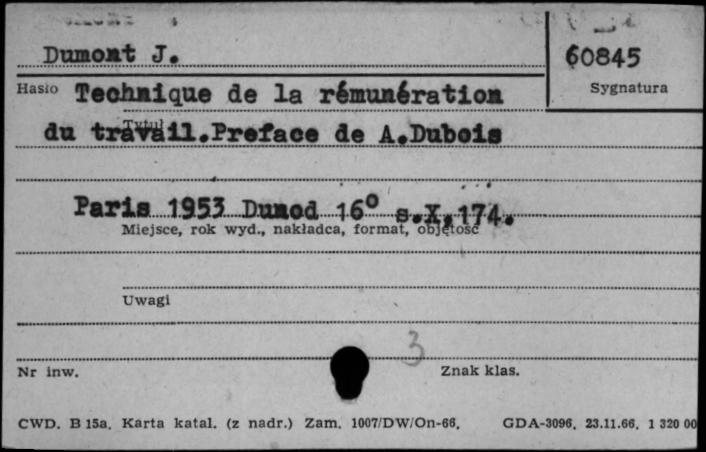 Dumont J.
60845
Hasło Technique de la rémunération
Sygnatura
Tytuł
du travail.Preface de A.Dubois
Paris 1953 Dunod 16° s.X,174.
Miejsce, rok wyd., nakładca, format, objętość
Uwagi
3
Nr inw.
Znak klas.
CWD. B 15a. Karta katal. (z nadr.) Zam. 1007/DW/On-66. GDA-3096. 23.11.66. 1 320 00